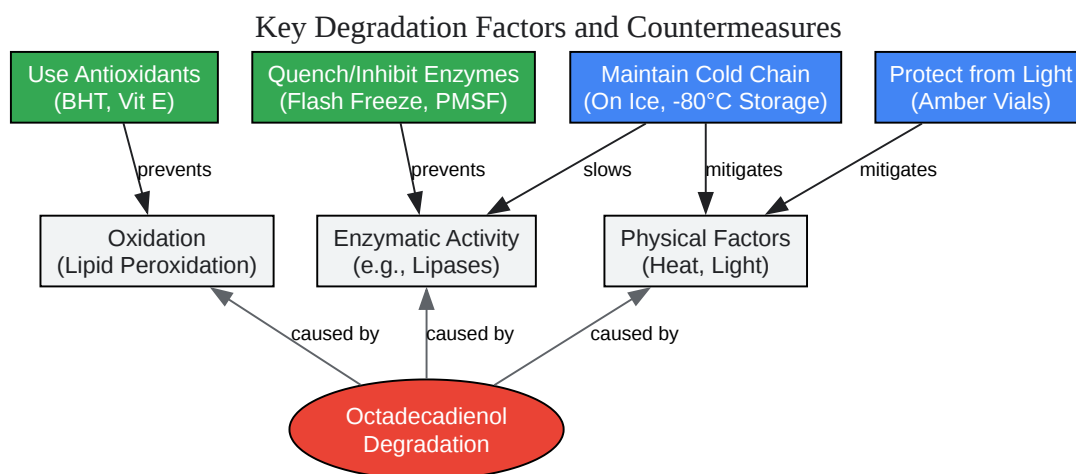 Key Degradation Factors and Countermeasures
Use Antioxidants
(BHT, Vit E)
Quench/Inhibit Enzymes
(Flash Freeze, PMSF)
Maintain Cold Chain
(On Ice, -80°C Storage)
Protect from Light
(Amber Vials)
prevents
prevents
slows
mitigates
mitigates
Oxidation
(Lipid Peroxidation)
Enzymatic Activity
(e.g., Lipases)
Physical Factors
(Heat, Light)
caused by
caused by
caused by
Octadecadienol
Degradation